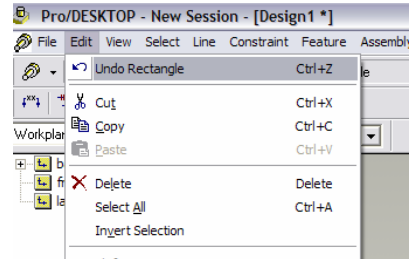 Pro/DESKTOP - New Session - [Design1 *]
File Edit View Select Line Constraint Feature Assembly
Undo Rectangle Ctrl+Z
Cut Ctrl+X
Copy Ctrl+C
Paste Ctrl+V
Delete Delete
Select All Ctrl+A
Invert Selection